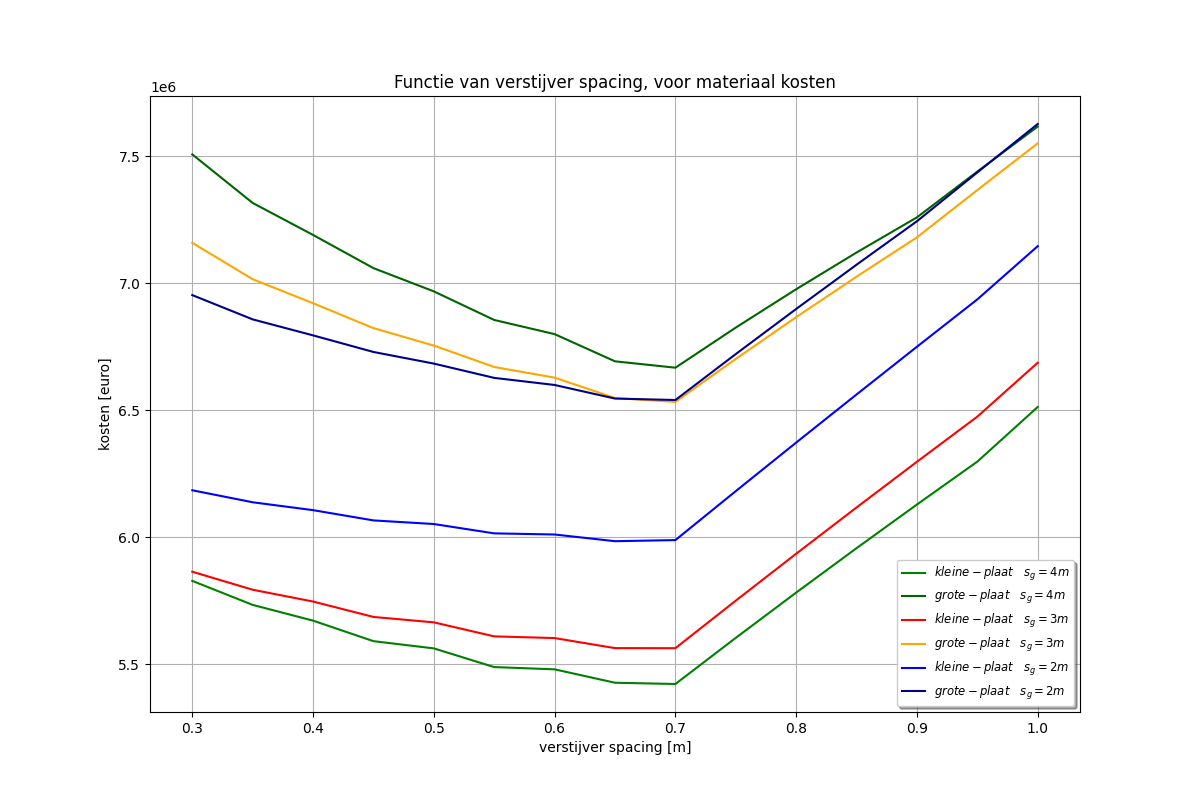 Functie van verstijver spacing, voor materiaal kosten
1e6
7.5
7.0
6.5
6.0
5.5
kosten [euro]
0.3 0.4 0.5 0.6 0.7 0.8 0.9 1.0
verstijver spacing [m]
kleine − plaat s_g = 4m
grote − plaat s_g = 4m
kleine − plaat s_g = 3m
grote − plaat s_g = 3m
kleine − plaat s_g = 2m
grote − plaat s_g = 2m